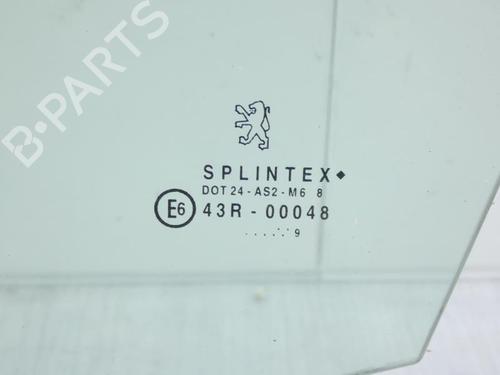 B-PARTS
SPLINTEX
DOT 24 - AS2 - M6 8
E6 43R - 00048
......∴ 9